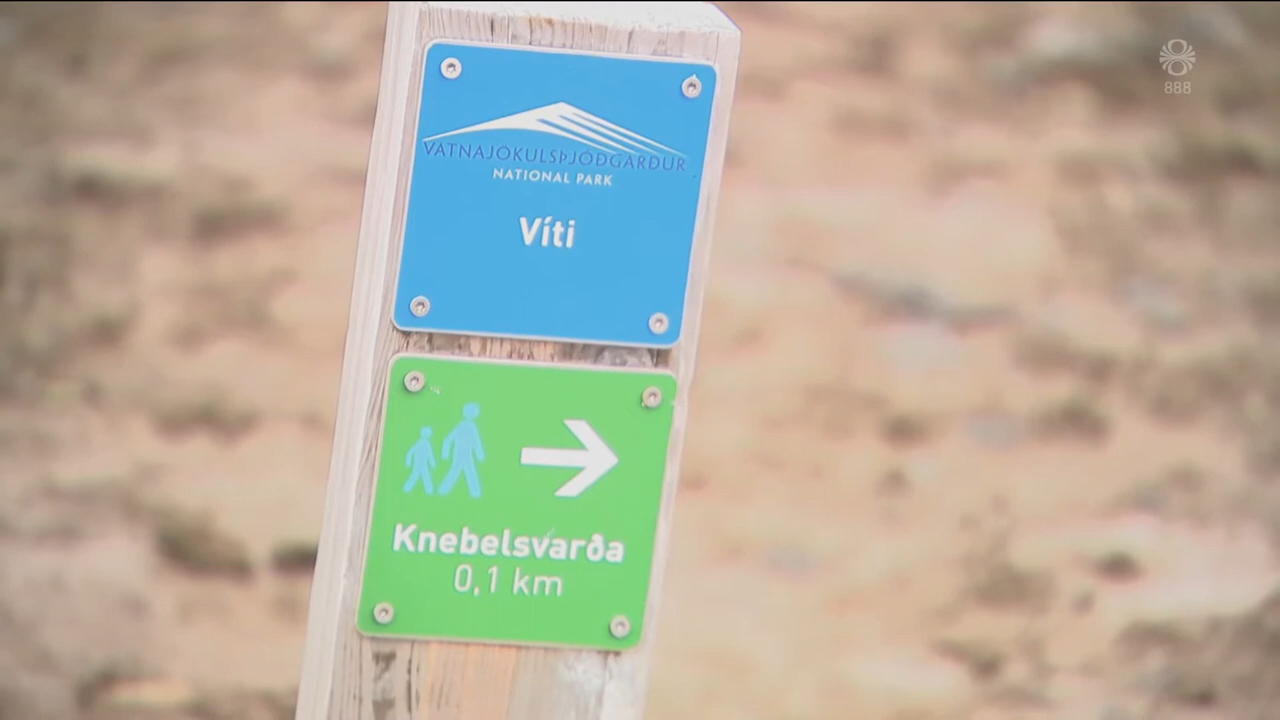 VATNAJÖKULSÞJÓÐGARÐUR
NATIONAL PARK
Víti
Knebelsvarða
0,1 km
888